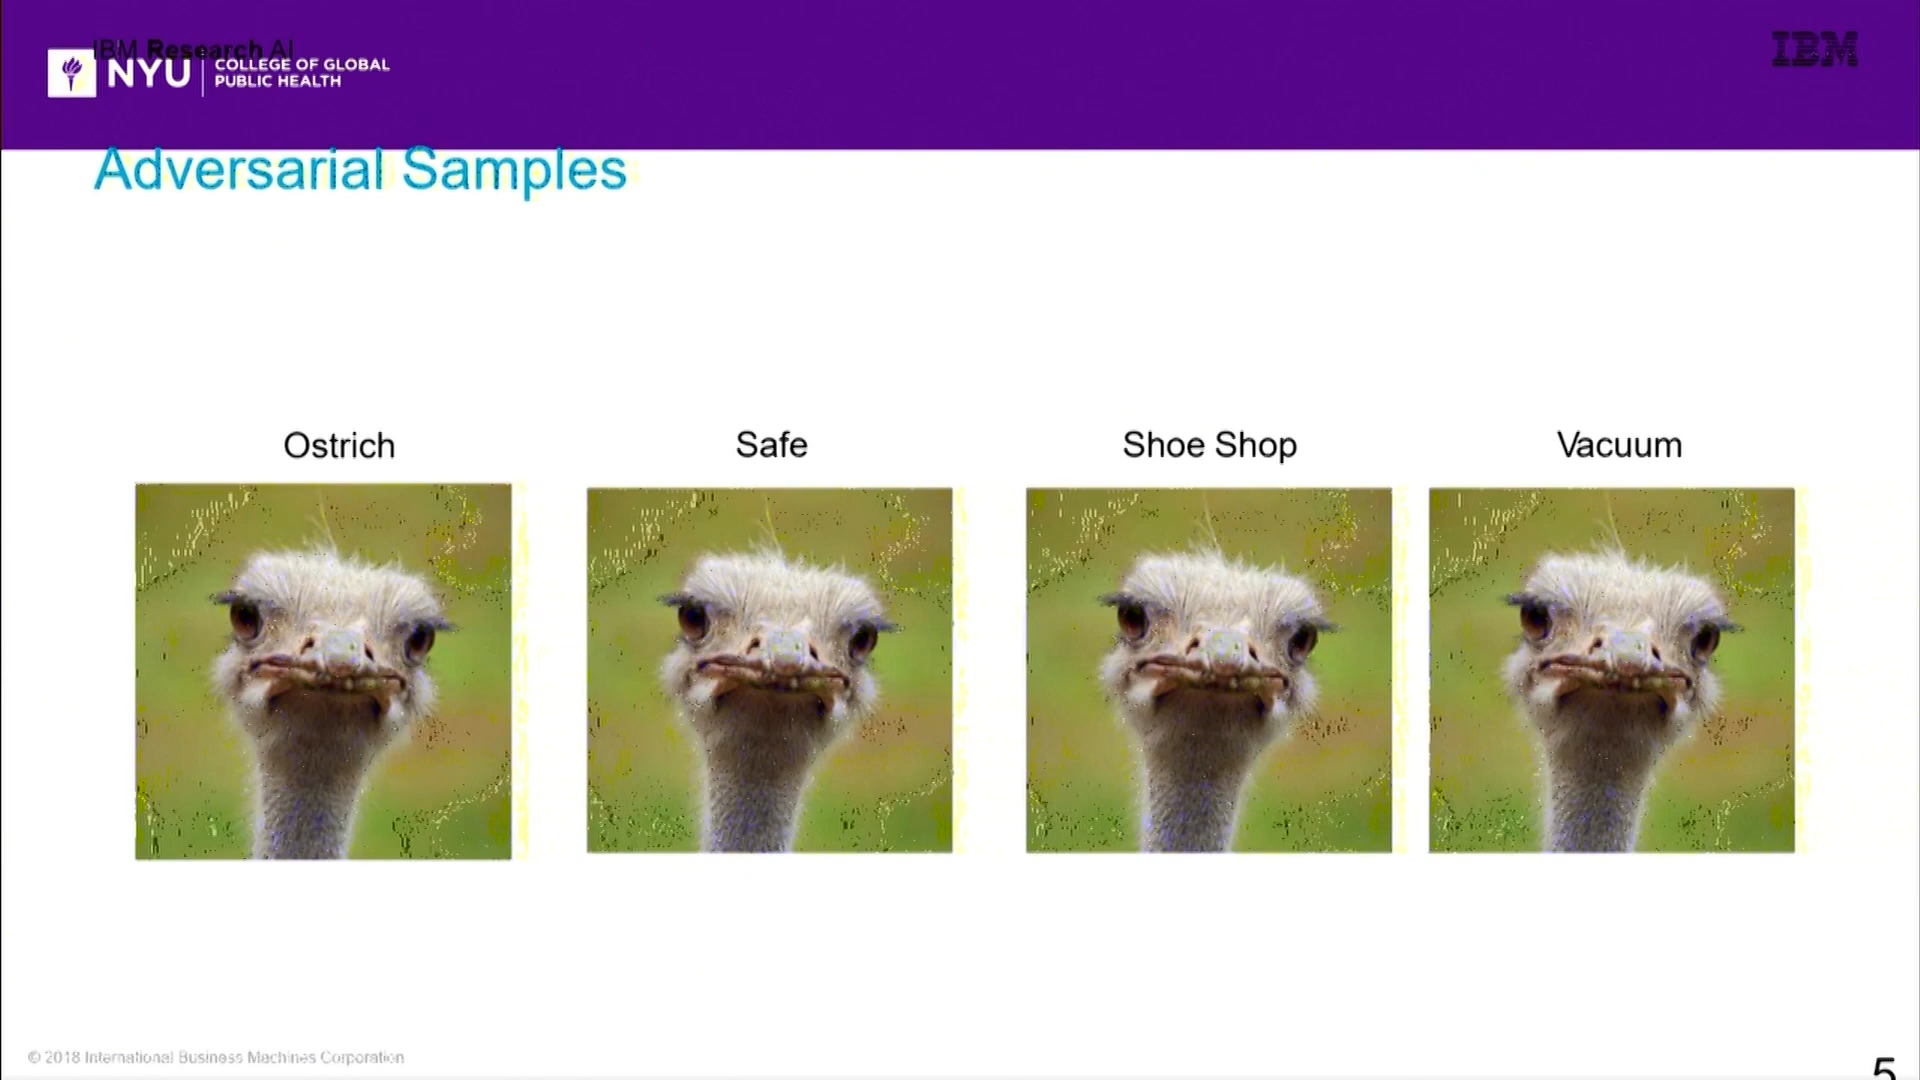 IBM Research AI
NYU
COLLEGE OF GLOBAL
PUBLIC HEALTH
IBM
Adversarial Samples
Ostrich
Safe
Shoe Shop
Vacuum
© 2018 International Business Machines Corporation
5